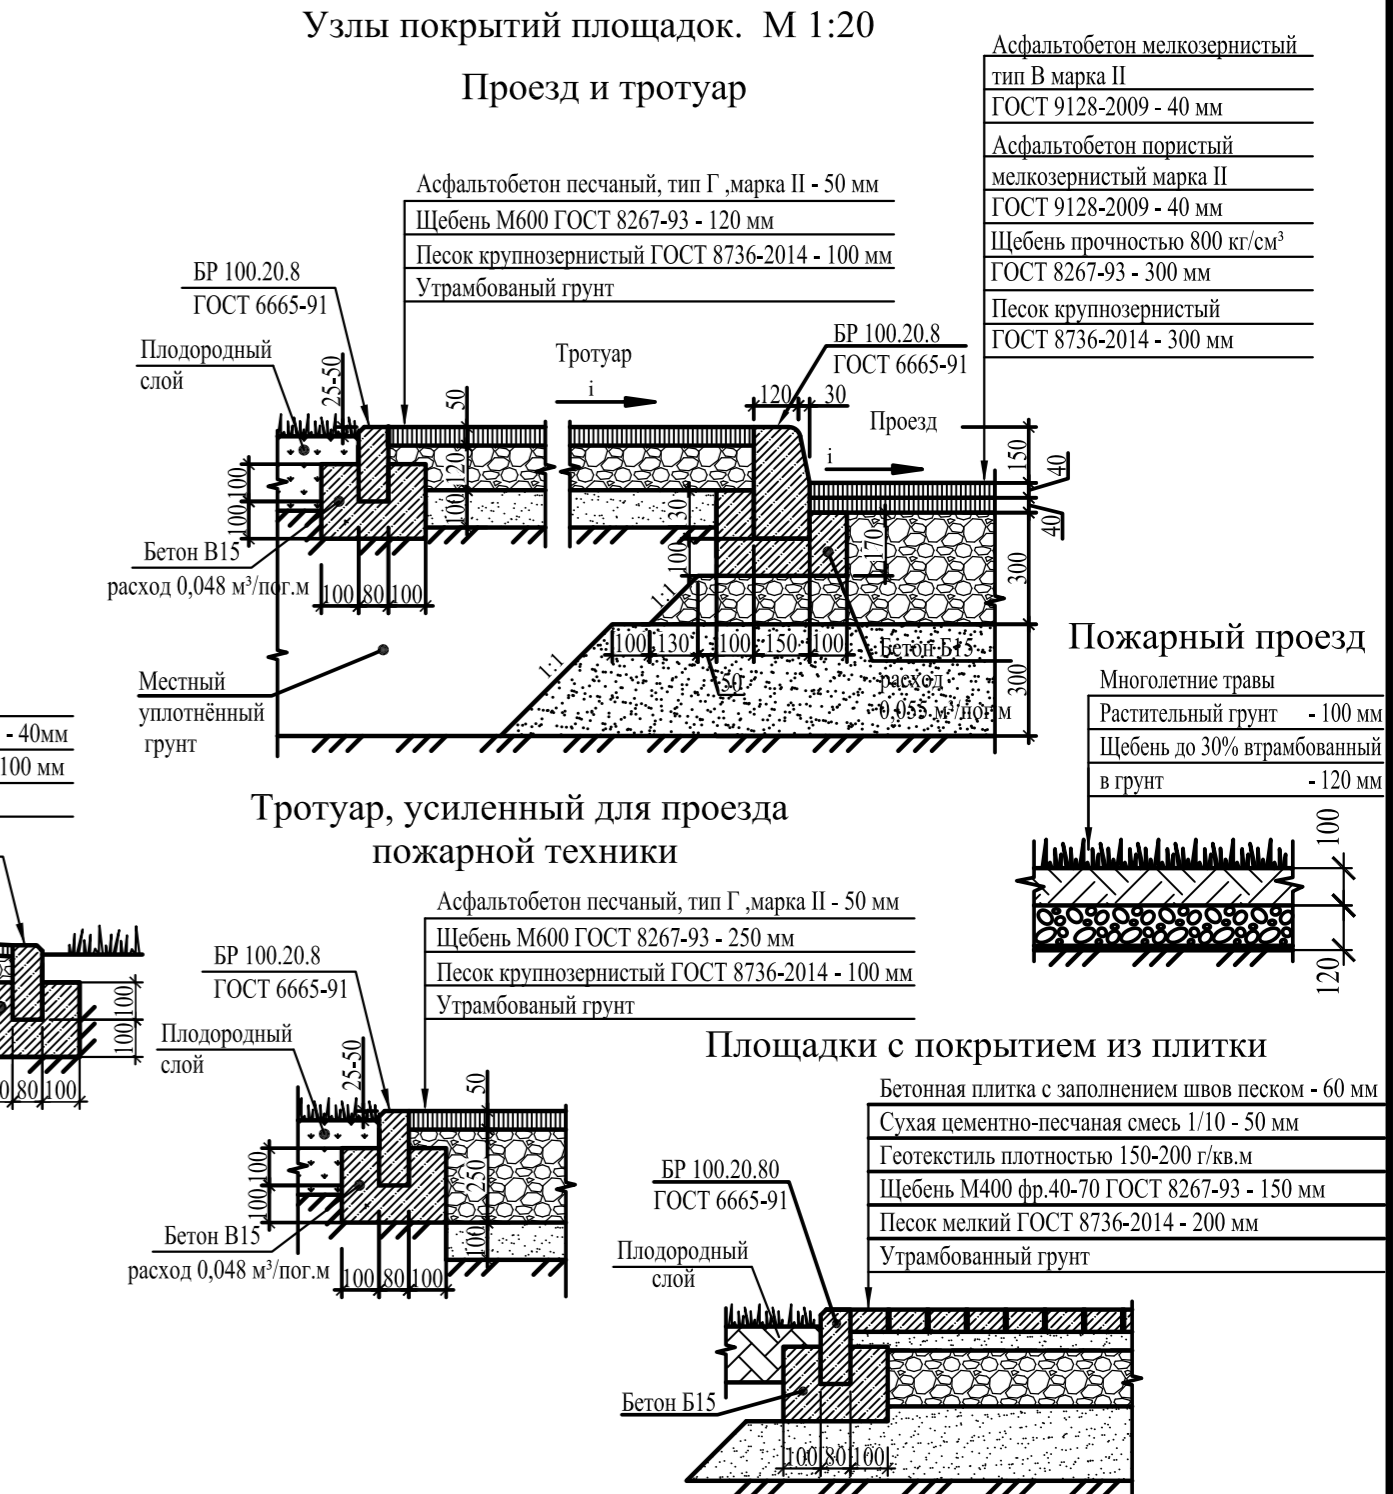 Узлы покрытий площадок.  М 1:20
Проезд и тротуар
Асфальтобетон мелкозернистый
тип В марка II
ГОСТ 9128-2009 - 40 мм
Асфальтобетон пористый
мелкозернистый марка II
ГОСТ 9128-2009 - 40 мм
Щебень прочностью 800 кг/см³
ГОСТ 8267-93 - 300 мм
Песок крупнозернистый
ГОСТ 8736-2014 - 300 мм
Асфальтобетон песчаный, тип Г ,марка II - 50 мм
Щебень М600 ГОСТ 8267-93 - 120 мм
Песок крупнозернистый ГОСТ 8736-2014 - 100 мм
Утрамбованый грунт
БР 100.20.8
ГОСТ 6665-91
Плодородный
слой
25-50
50
120
100
Тротуар
i
БР 100.20.8
ГОСТ 6665-91
120
30
Проезд
i
150
40
40
300
300
100
100
Бетон В15
расход 0,048 м³/пог.м
100
80
100
30
100
170
1:1
1:1
100
130
100
150
100
50
Бетон Б15
расход
0,055 м³/пог.м
Местный
уплотнённый
грунт
- 40мм
100 мм
100
100
80
100
Пожарный проезд
Многолетние травы
Растительный грунт - 100 мм
Щебень до 30% втрамбованный
в грунт - 120 мм
100
120
Тротуар, усиленный для проезда
пожарной техники
Асфальтобетон песчаный, тип Г ,марка II - 50 мм
Щебень М600 ГОСТ 8267-93 - 250 мм
Песок крупнозернистый ГОСТ 8736-2014 - 100 мм
Утрамбованый грунт
БР 100.20.8
ГОСТ 6665-91
Плодородный
слой
25-50
50
250
100
100
100
Бетон В15
расход 0,048 м³/пог.м
100
80
100
Площадки с покрытием из плитки
Бетонная плитка с заполнением швов песком - 60 мм
Сухая цементно-песчаная смесь 1/10 - 50 мм
Геотекстиль плотностью 150-200 г/кв.м
Щебень М400 фр.40-70 ГОСТ 8267-93 - 150 мм
Песок мелкий ГОСТ 8736-2014 - 200 мм
Утрамбованный грунт
БР 100.20.80
ГОСТ 6665-91
Плодородный
слой
Бетон Б15
100
80
100